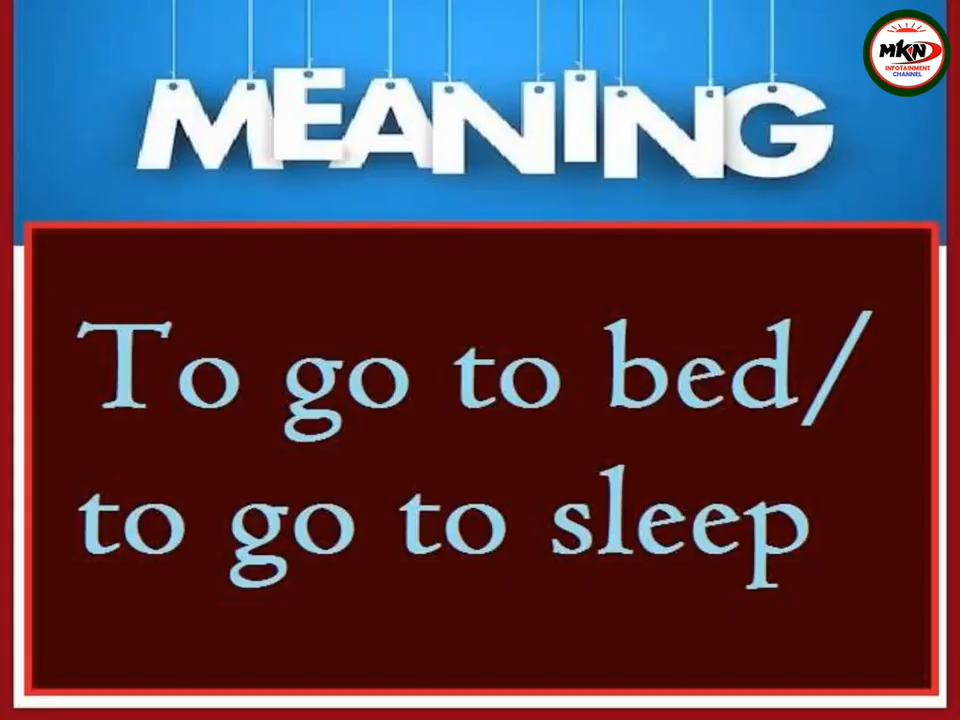 MKN
INFOTAINMENT
CHANNEL
MEANING
To go to bed/
to go to sleep